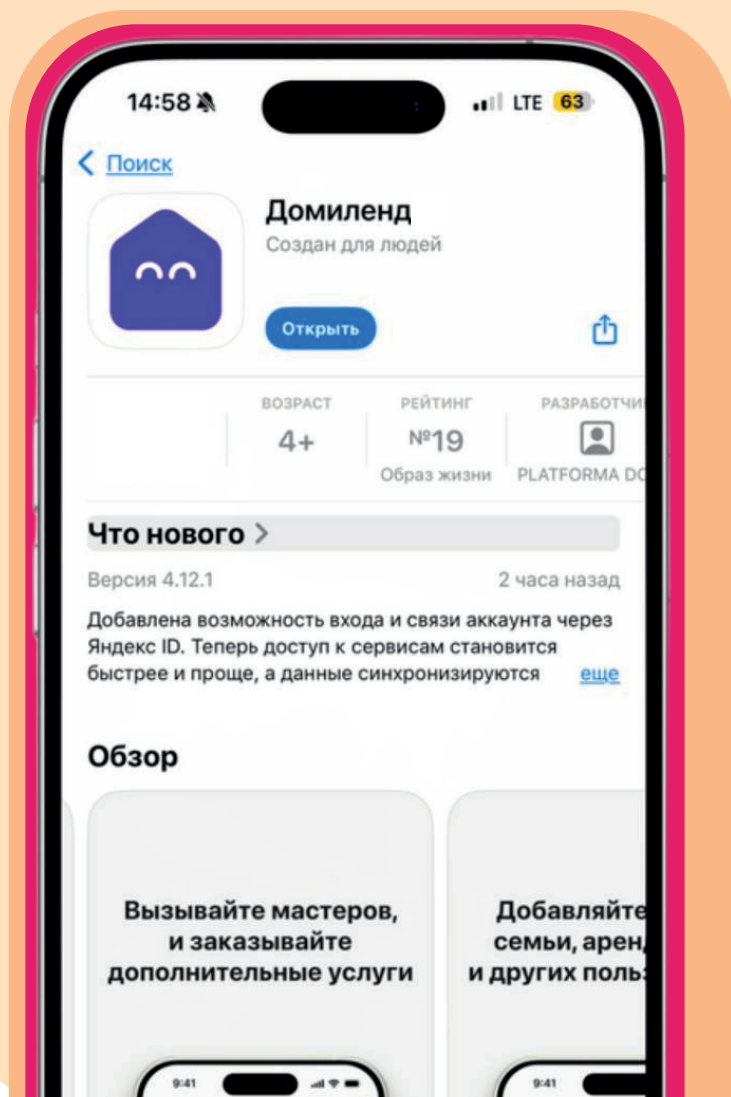 14:58
LTE 63
Поиск
Домиленд
Создан для людей
Открыть
ВОЗРАСТ
4+
РЕЙТИНГ
№19
Образ жизни
PLATFORMA
Что нового
Версия 4.12.1
2 часа назад
Добавлена возможность входа и связи аккаунта через
Яндекс ID. Теперь доступ к сервисам становится
быстрее и проще, а данные синхронизируются
еще
Обзор
Вызывайте мастеров,
и заказывайте
дополнительные услуги
Добавляйте
семьи,
и других
9:41
9:41